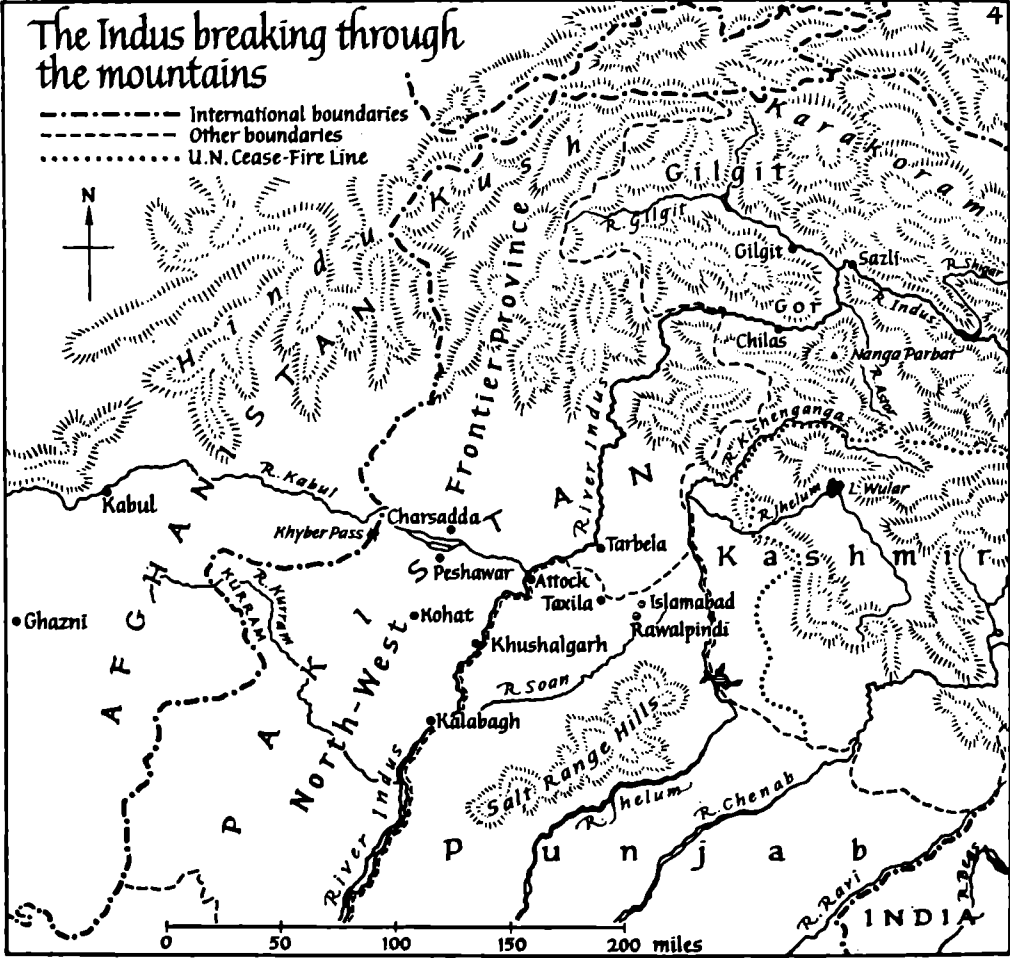 The Indus breaking through
the mountains
4
International boundaries
Other boundaries
U.N. Cease-Fire Line
N
Hindu Kush
Karakoram
Gilgit
R. Gilgit
Gilgit
Sazli
R. Shigar
R. Indus
Gor
Chilas
Nanga Parbat
R. Astor
R. Kishenganga
North-West Frontier Province
River Indus
AFGHANISTAN
PAKISTAN
R. Kabul
Kabul
Khyber Pass
Charsadda
Peshawar
Tarbela
R. Jhelum
L. Wular
Kashmir
KURRAM
R. Kurram
Attock
Taxila
Islamabad
Rawalpindi
Ghazni
Kohat
Khushalgarh
R. Soan
Kalabagh
Salt Range Hills
River Indus
R. Jhelum
R. Chenab
Punjab
R. Ravi
R. Beas
INDIA
0 50 100 150 200 miles